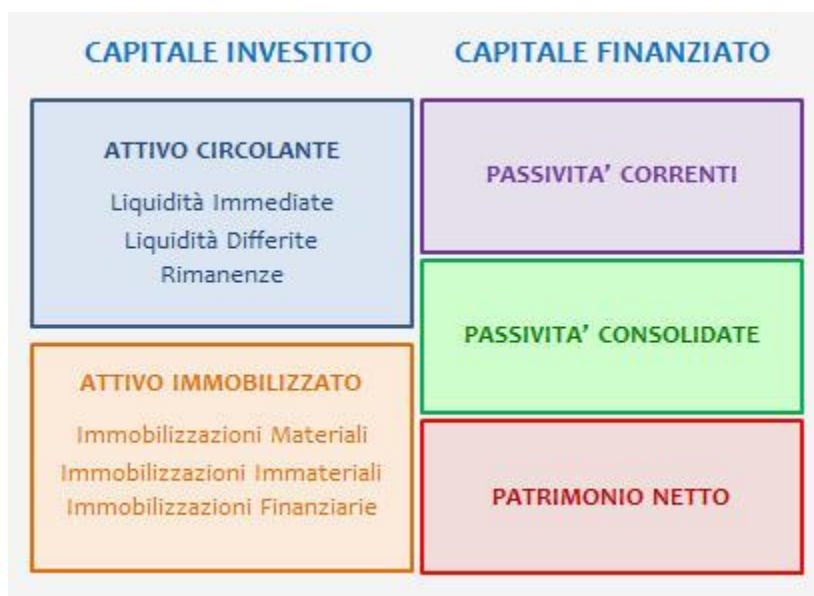 CAPITALE INVESTITO
ATTIVO CIRCOLANTE
Liquidità Immediate
Liquidità Differite
Rimanenze
ATTIVO IMMOBILIZZATO
Immobilizzazioni Materiali
Immobilizzazioni Immateriali
Immobilizzazioni Finanziarie
CAPITALE FINANZIATO
PASSIVITA’ CORRENTI
PASSIVITA’ CONSOLIDATE
PATRIMONIO NETTO